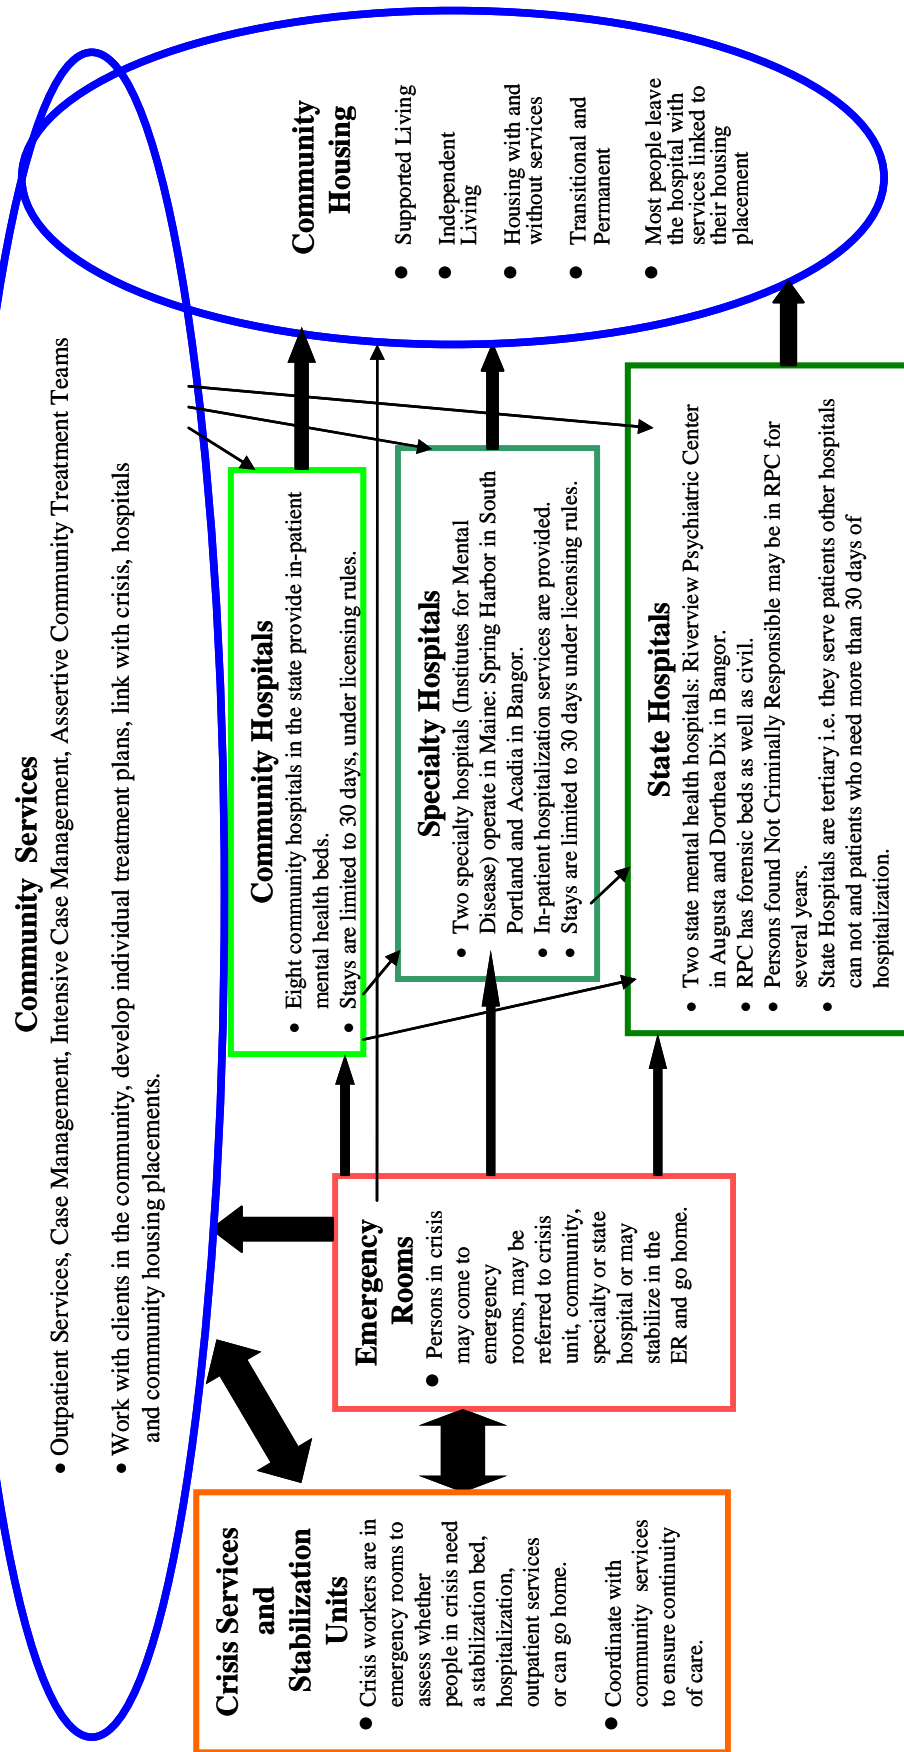 Community Services
• Outpatient Services, Case Management, Intensive Case Management, Assertive Community Treatment Teams
• Work with clients in the community, develop individual treatment plans, link with crisis, hospitals
and community housing placements.
Crisis Services
and
Stabilization
Units
• Crisis workers are in
emergency rooms to
assess whether
people in crisis need
a stabilization bed,
hospitalization,
outpatient services
or can go home.
• Coordinate with
community services
to ensure continuity
of care.
Emergency
Rooms
• Persons in crisis
may come to
emergency
rooms, may be
referred to crisis
unit, community,
specialty or state
hospital or may
stabilize in the
ER and go home.
Community Hospitals
• Eight community hospitals in the state provide in-patient
mental health beds.
• Stays are limited to 30 days, under licensing rules.
Specialty Hospitals
• Two specialty hospitals (Institutes for Mental
Disease) operate in Maine: Spring Harbor in South
Portland and Acadia in Bangor.
• In-patient hospitalization services are provided.
• Stays are limited to 30 days under licensing rules.
State Hospitals
• Two state mental health hospitals: Riverview Psychiatric Center
in Augusta and Dorthea Dix in Bangor.
• RPC has forensic beds as well as civil.
• Persons found Not Criminally Responsible may be in RPC for
several years.
• State Hospitals are tertiary i.e. they serve patients other hospitals
can not and patients who need more than 30 days of
hospitalization.
Community
Housing
• Supported Living
• Independent
Living
• Housing with and
without services
• Transitional and
Permanent
• Most people leave
the hospital with
services linked to
their housing
placement